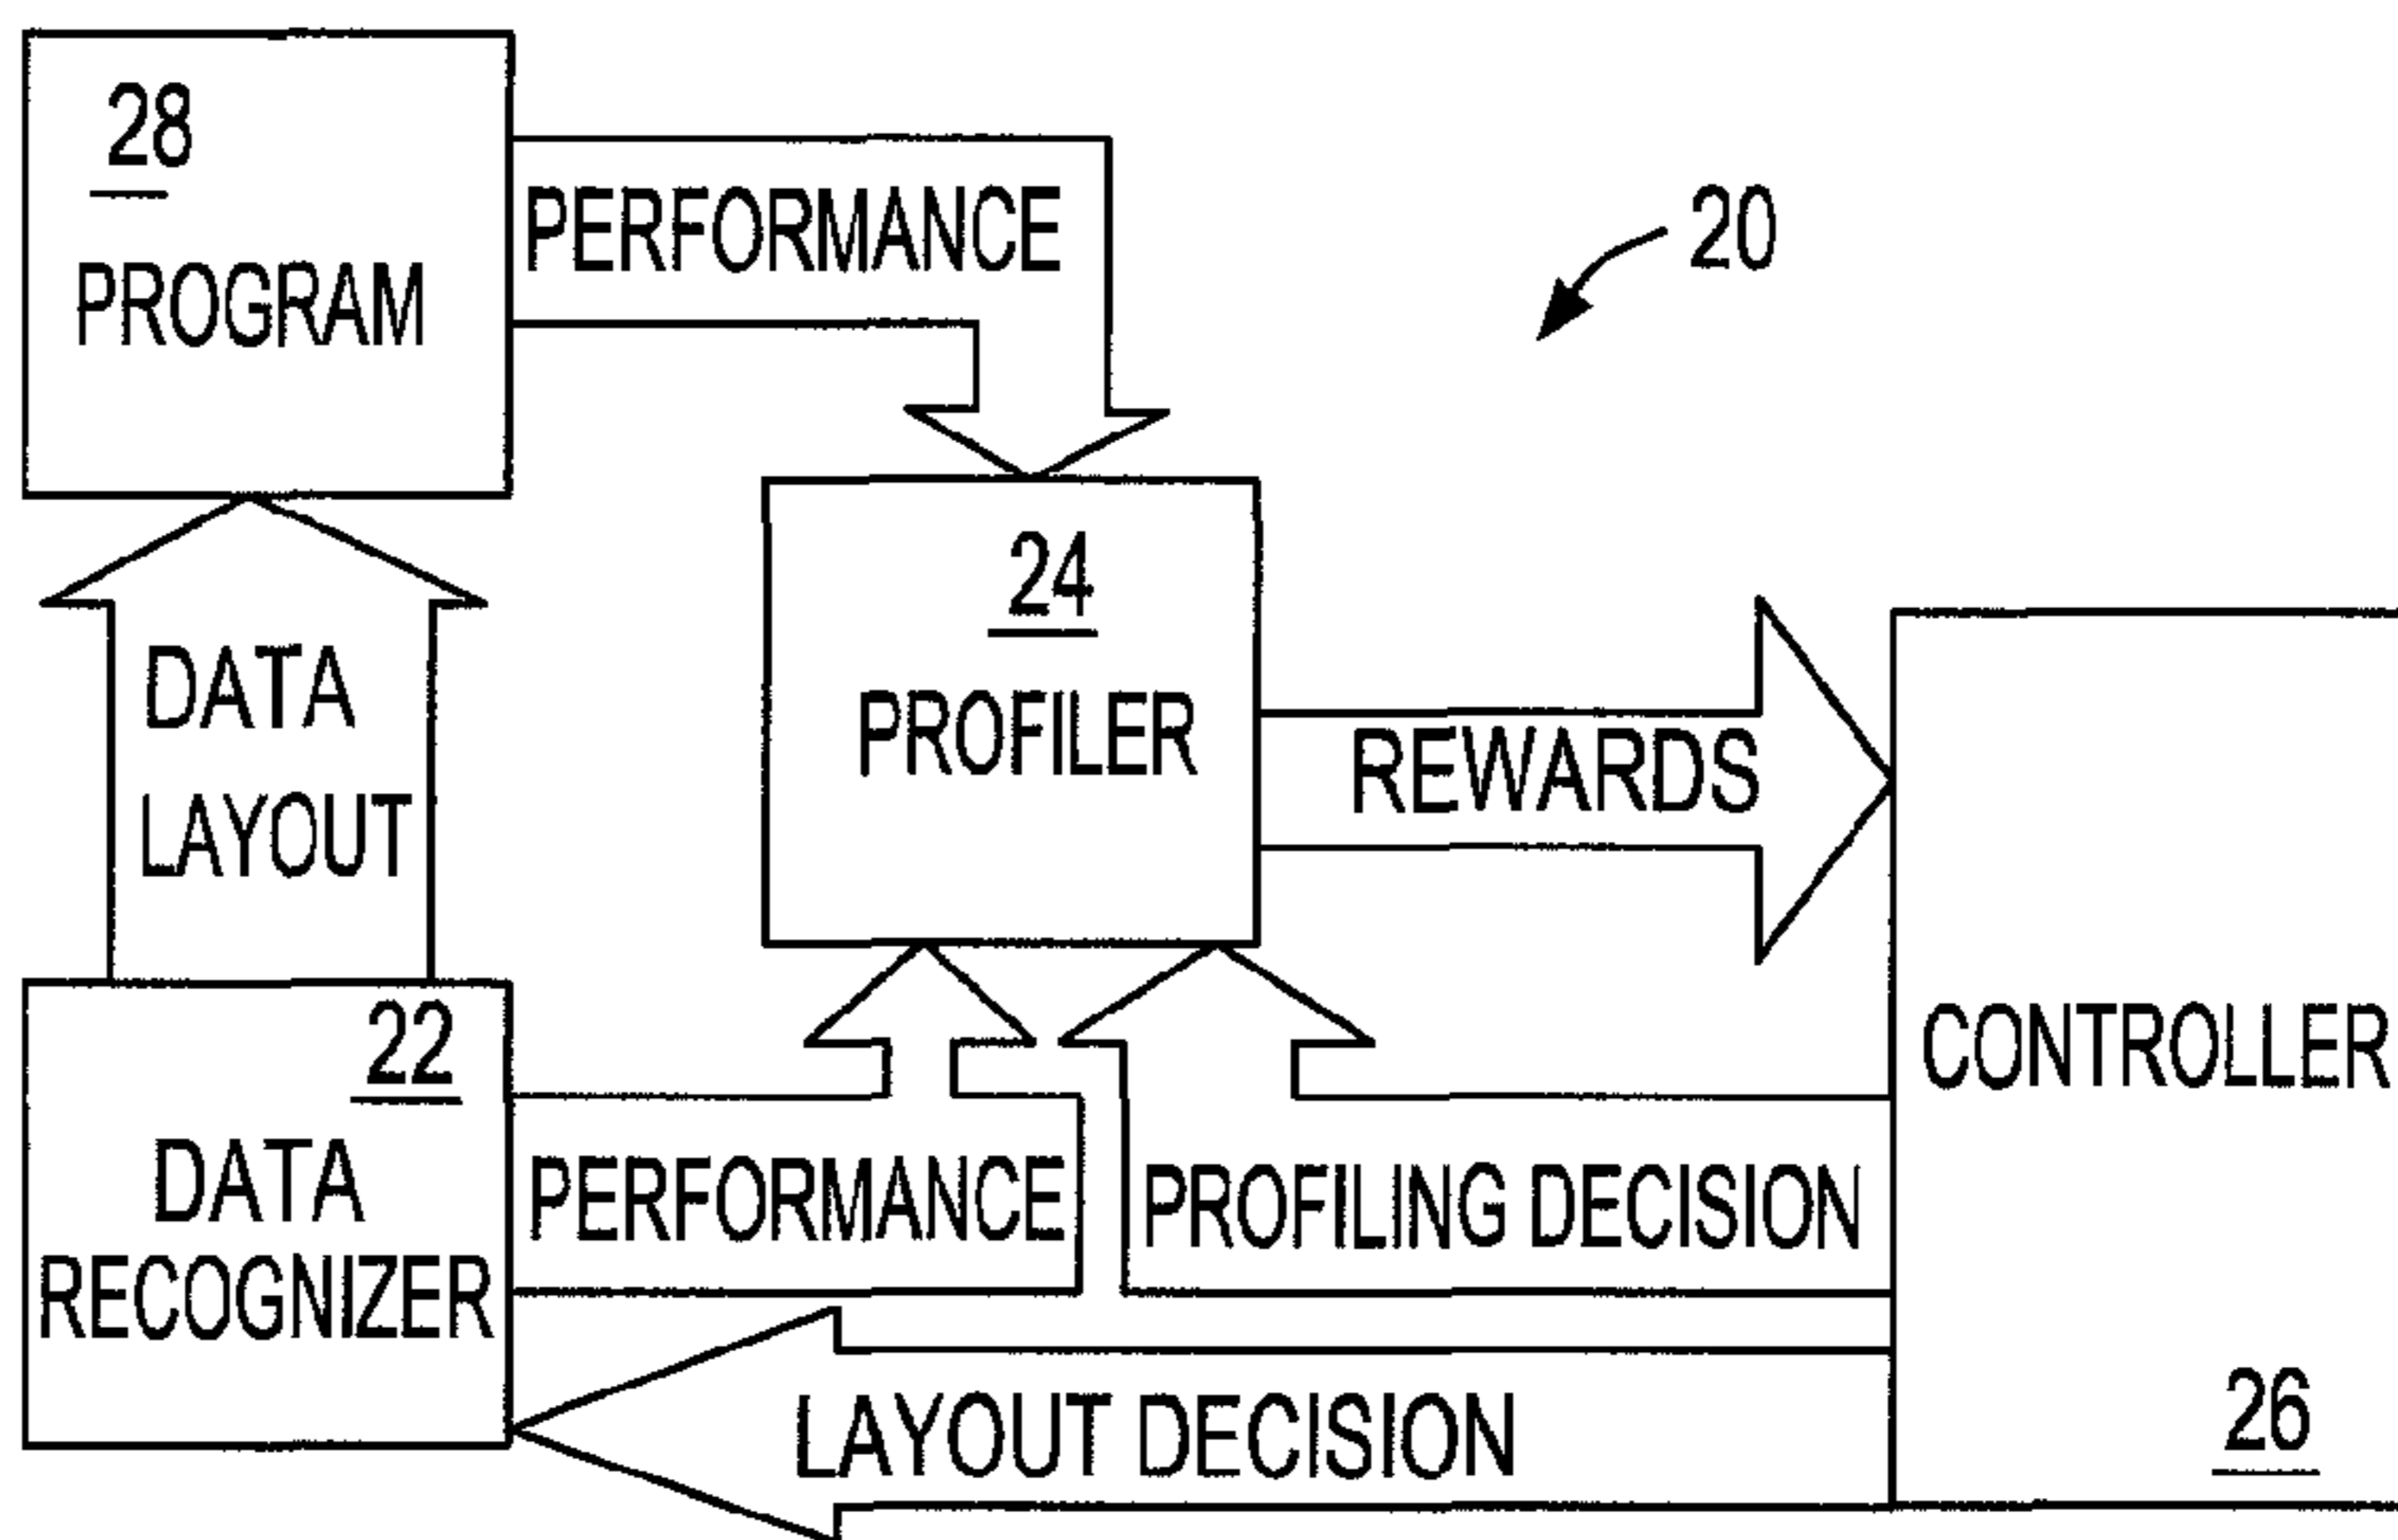 28
PROGRAM
PERFORMANCE
20
24
PROFILER
DATA
LAYOUT
REWARDS
CONTROLLER
26
22
DATA
RECOGNIZER
PERFORMANCE
PROFILING DECISION
LAYOUT DECISION